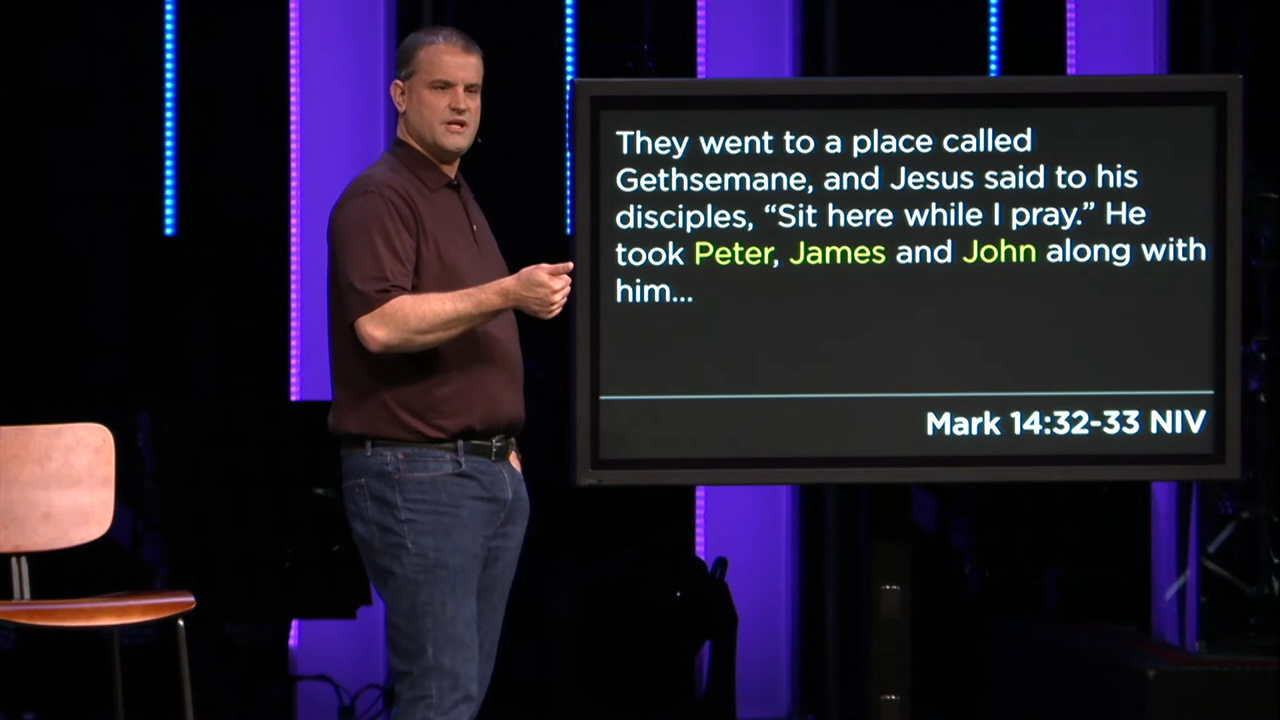 They went to a place called
Gethsemane, and Jesus said to his
disciples, “Sit here while I pray.” He
took Peter, James and John along with
him...
Mark 14:32-33 NIV